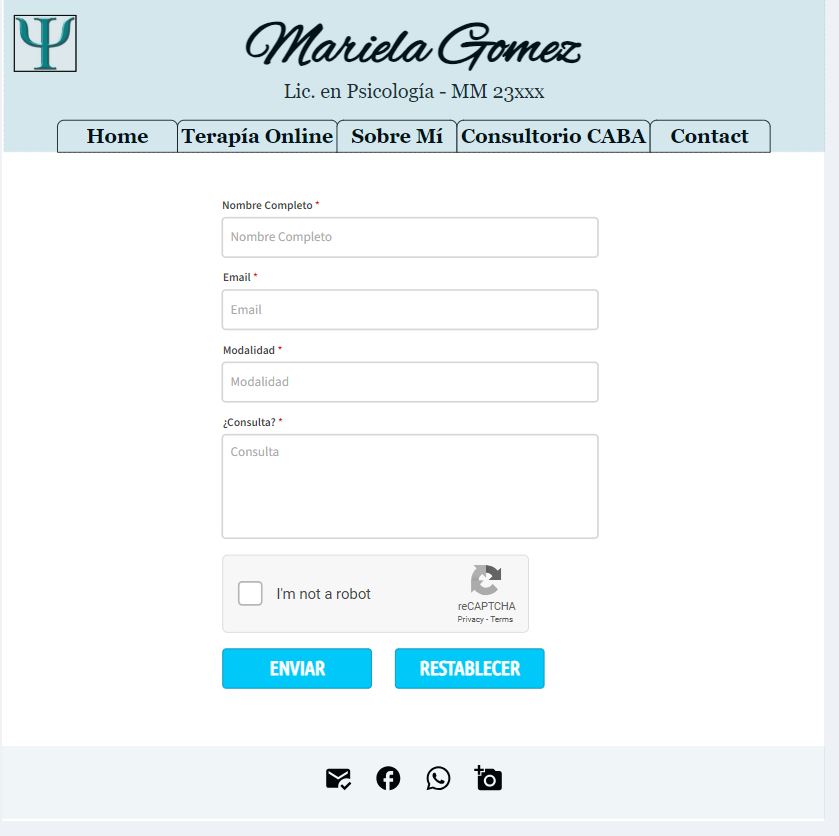 Mariela Gomez
Lic. en Psicología - MM 23xxx
Home Terapía Online Sobre Mí Consultorio CABA Contact
Nombre Completo *
Nombre Completo
Email *
Email
Modalidad *
Modalidad
¿Consulta? *
Consulta
I'm not a robot
reCAPTCHA
Privacy - Terms
ENVIAR RESTABLECER